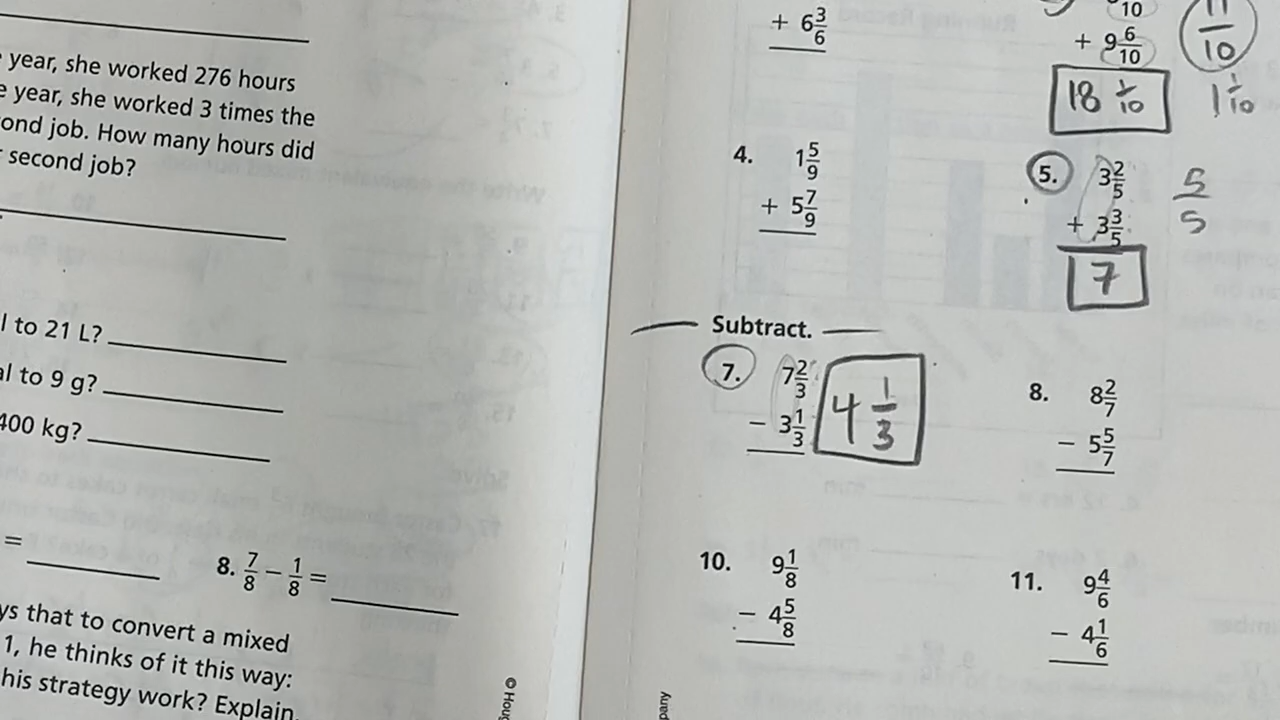 year, she worked 276 hours
e year, she worked 3 times the
ond job. How many hours did
second job?
l to 21 L?
al to 9 g?
400 kg?
=
8. 7/8 − 1/8 =
ys that to convert a mixed
1, he thinks of it this way:
his strategy work? Explain.
© Houg
pany
+ 6 3/6
10
+ 9 6/10
18 1/10
11/10
1 1/10
4. 1 5/9
+ 5 7/9
5. 3 2/5
+ 3 3/5
7
5/5
Subtract.
7. 7 2/3
− 3 1/3
4 1/3
8. 8 2/7
− 5 5/7
10. 9 1/8
− 4 5/8
11. 9 4/6
− 4 1/6